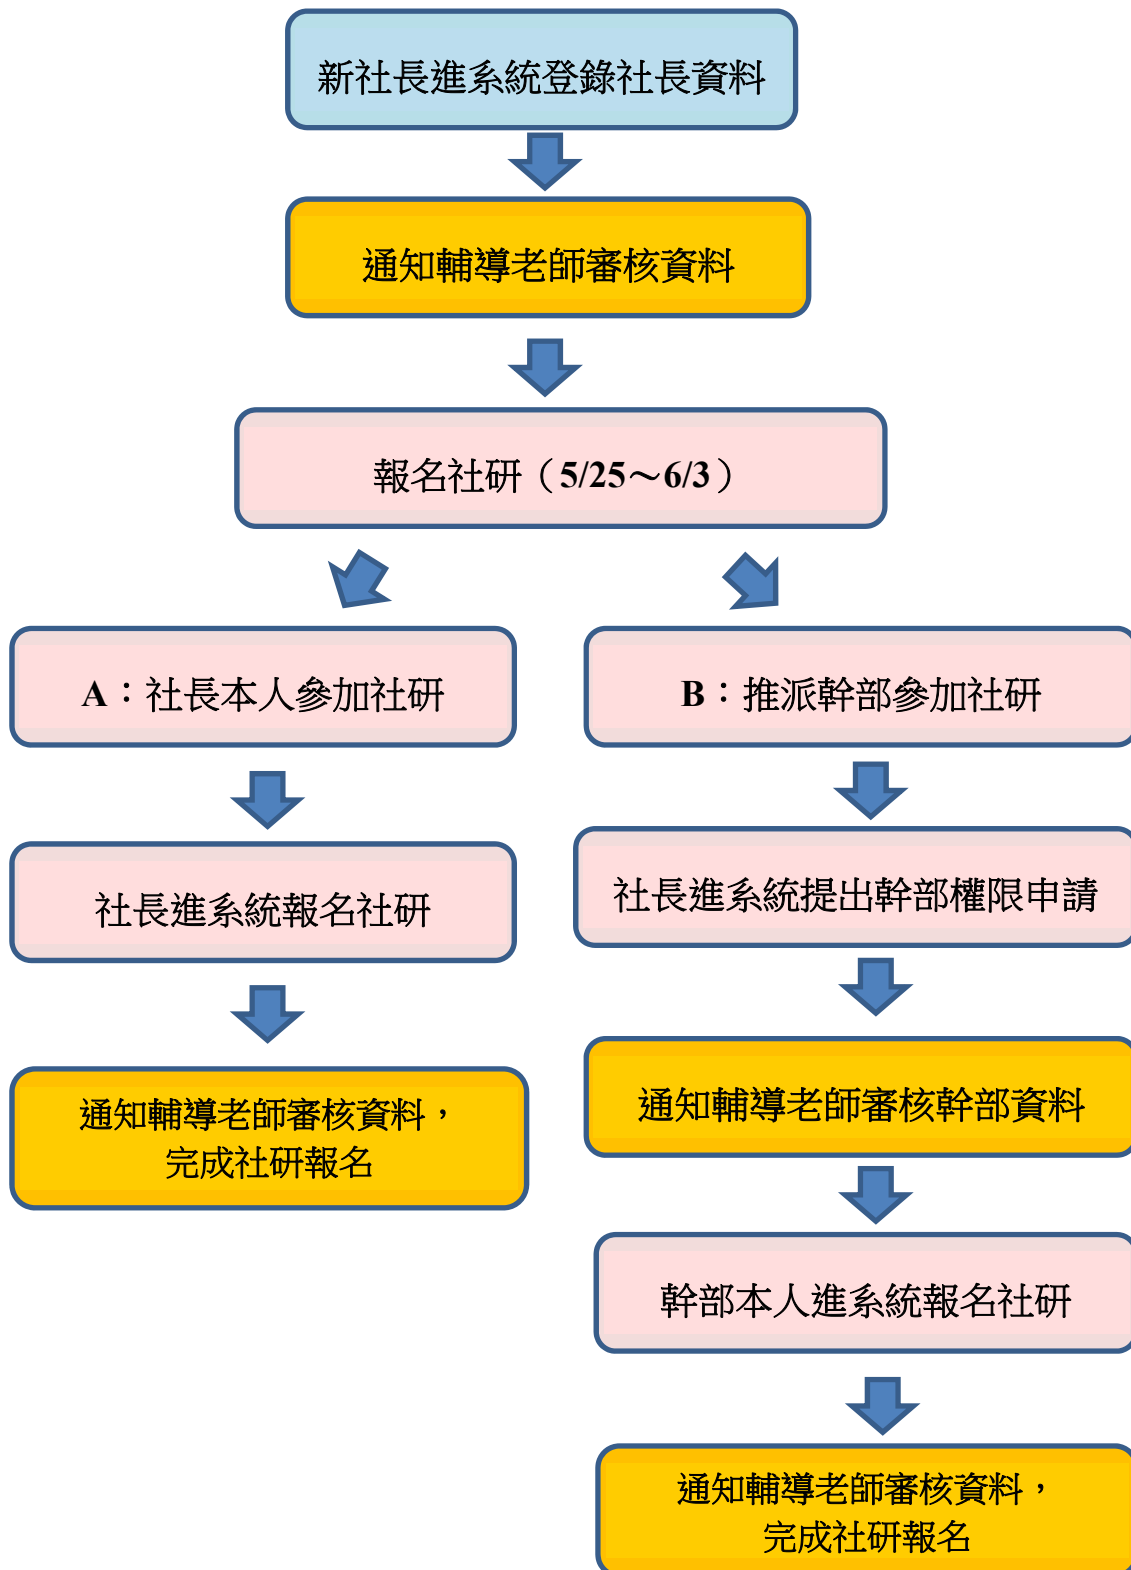 新社長進系統登錄社長資料
通知輔導老師審核資料
報名社研（5/25～6/3）
A：社長本人參加社研
社長進系統報名社研
通知輔導老師審核資料，
完成社研報名
B：推派幹部參加社研
社長進系統提出幹部權限申請
通知輔導老師審核幹部資料
幹部本人進系統報名社研
通知輔導老師審核資料，
完成社研報名